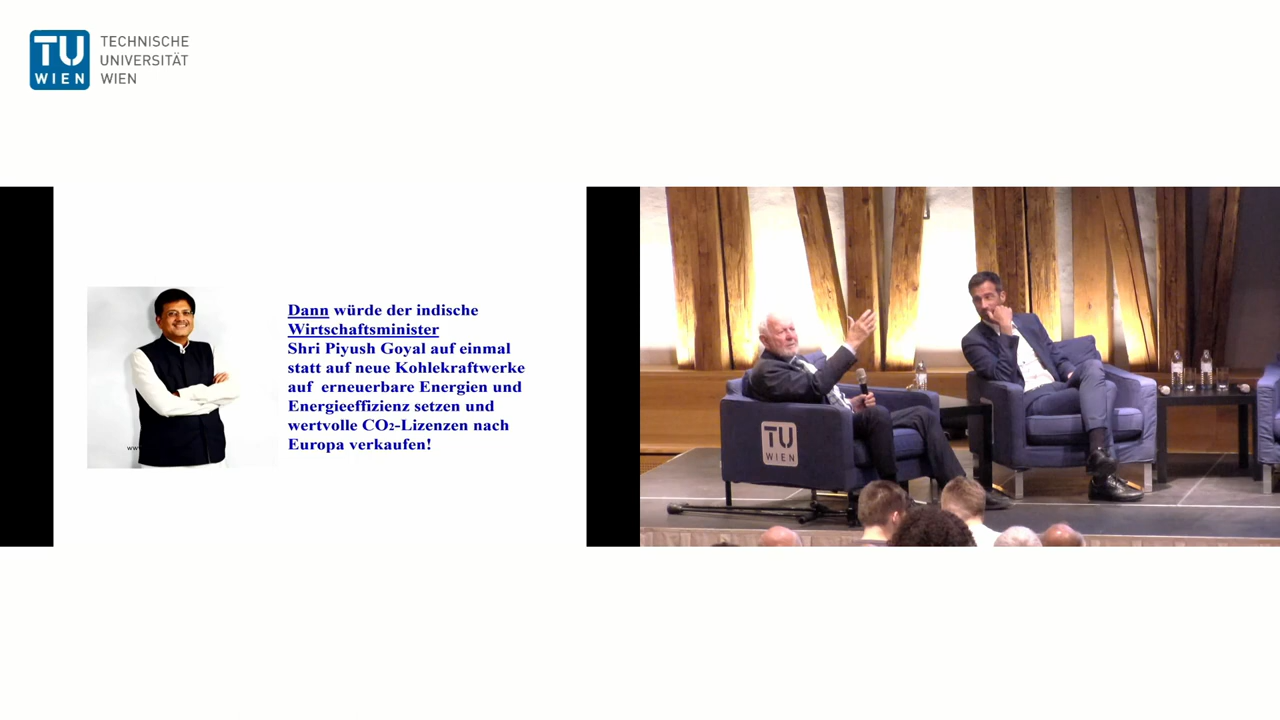 TU
WIEN
TECHNISCHE
UNIVERSITÄT
WIEN
Dann würde der indische
Wirtschaftsminister
Shri Piyush Goyal auf einmal
statt auf neue Kohlekraftwerke
auf erneuerbare Energien und
Energieeffizienz setzen und
wertvolle CO₂-Lizenzen nach
Europa verkaufen!
www
TU
WIEN